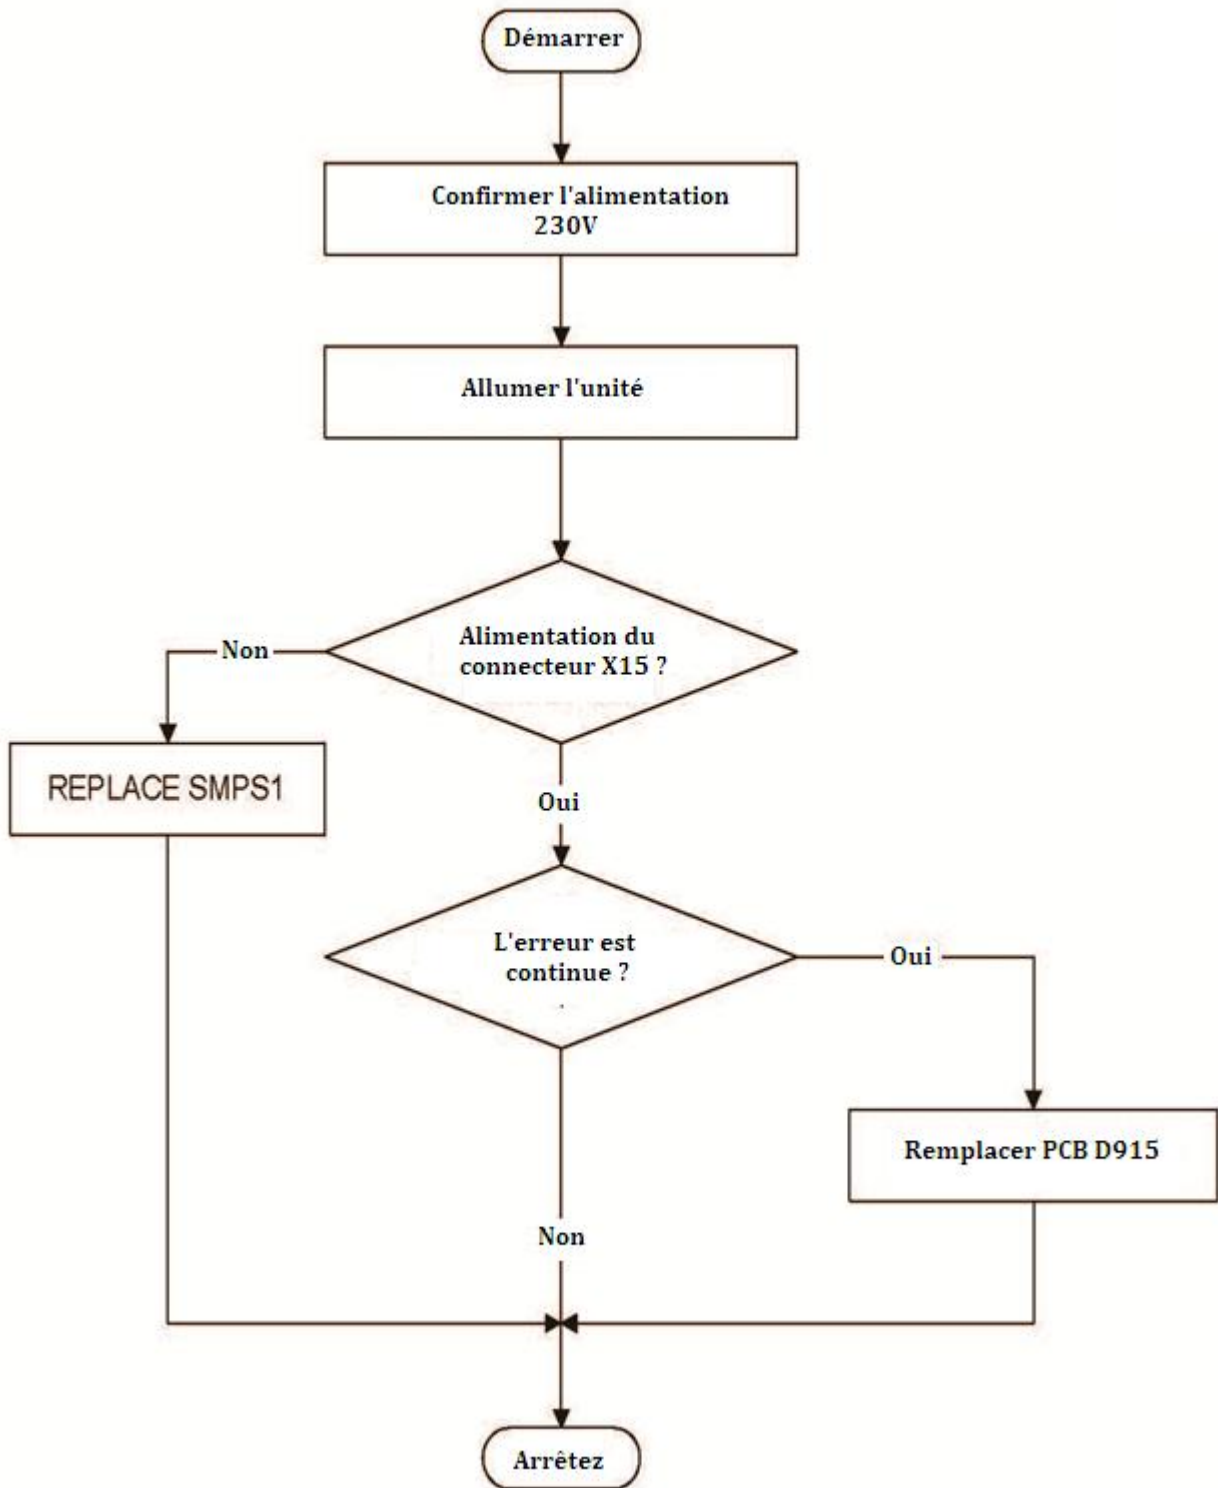 Démarrer
Confirmer l'alimentation
230V
Allumer l'unité
Alimentation du
connecteur X15 ?
Non
REPLACE SMPS1
Oui
L'erreur est
continue ?
Oui
Remplacer PCB D915
Non
Arrêtez